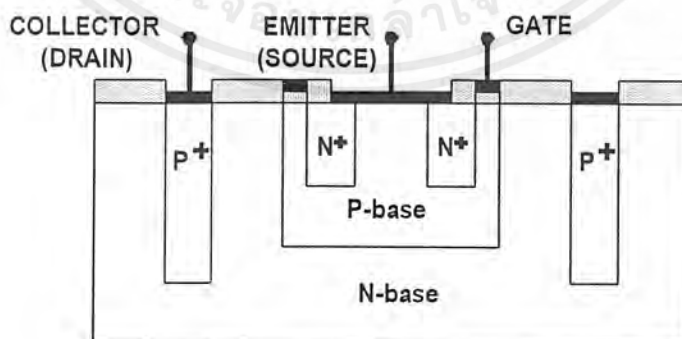 COLLECTOR
(DRAIN)
EMITTER
(SOURCE)
GATE
P+
N+
N+
P+
P-base
N-base